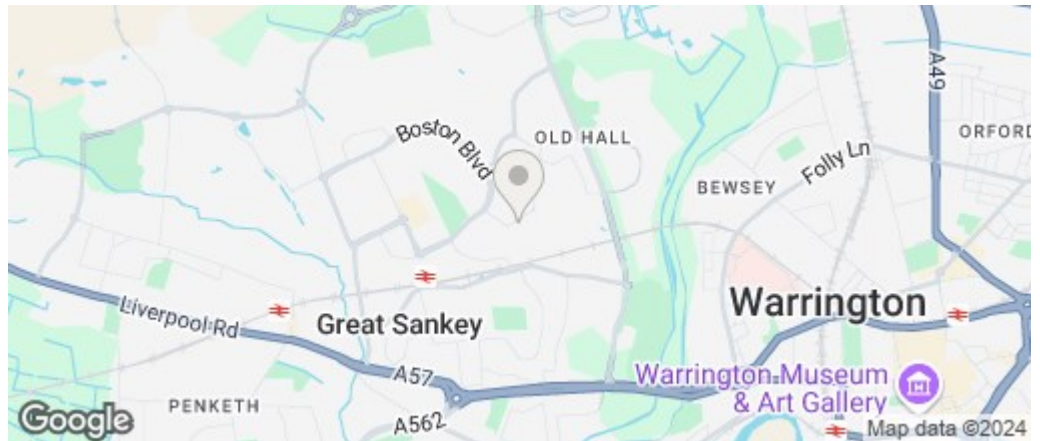 A49
Boston Blvd
OLD HALL
ORFORD
Folly Ln
BEWSEY
Liverpool Rd
Great Sankey
Warrington
A57
Warrington Museum
& Art Gallery
PENKETH
A562
Google
Map data ©2024